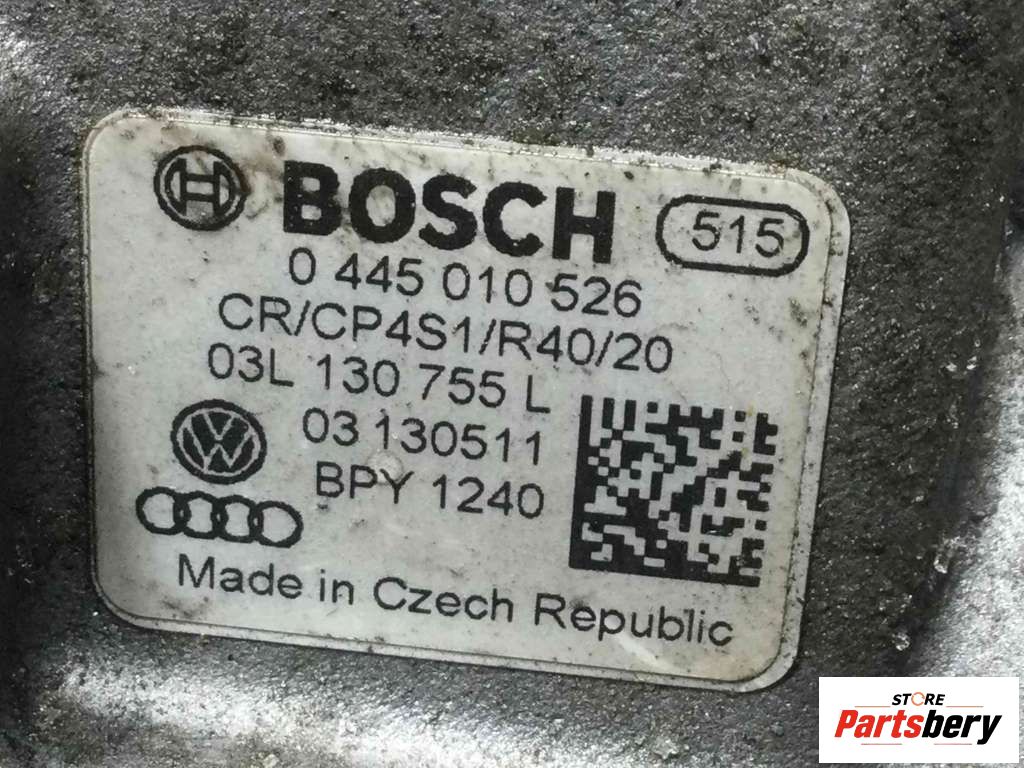 BOSCH 515
0 445 010 526
CR/CP4S1/R40/20
03L 130 755 L
03 130511
BPY 1240
Made in Czech Republic
STORE
Partsbery